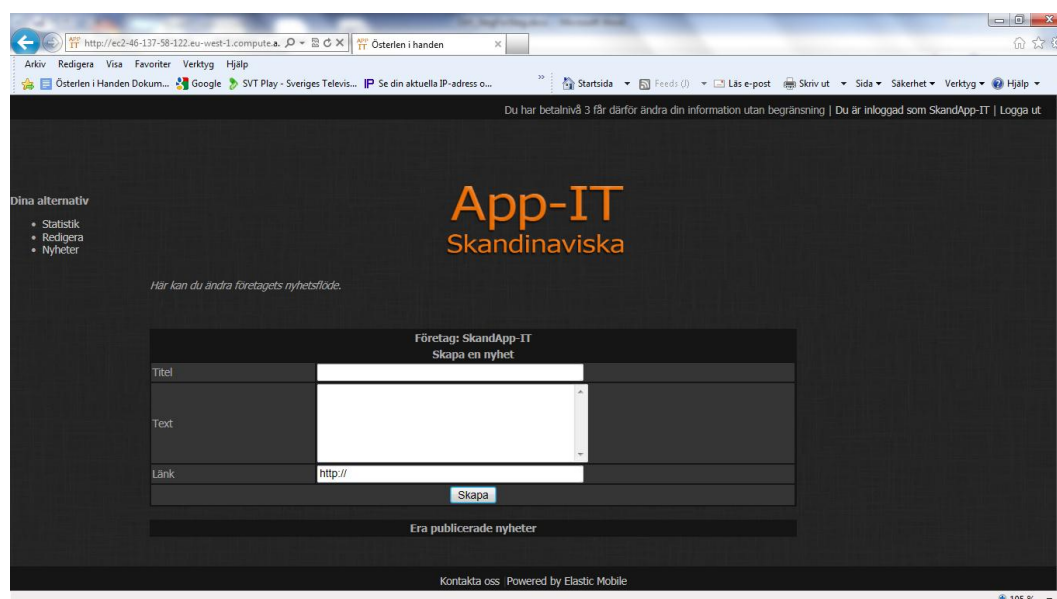 http://ec2-46-137-58-122.eu-west-1.compute.a.
Österlen i handen
Arkiv Redigera Visa Favoriter Verktyg Hjälp
Österlen i Handen Dokum... Google SVT Play - Sveriges Televis... IP Se din aktuella IP-adress o... » Startsida Feeds (J) Läs e-post Skriv ut Sida Säkerhet Verktyg Hjälp
Du har betalnivå 3 får därför ändra din information utan begränsning | Du är inloggad som SkandApp-IT | Logga ut
App-IT
Skandinaviska
Dina alternativ
• Statistik
• Redigera
• Nyheter
Här kan du ändra företagets nyhetsflöde.
Företag: SkandApp-IT
Skapa en nyhet
Titel
Text
Länk http://
Skapa
Era publicerade nyheter
Kontakta oss |Powered by Elastic Mobile